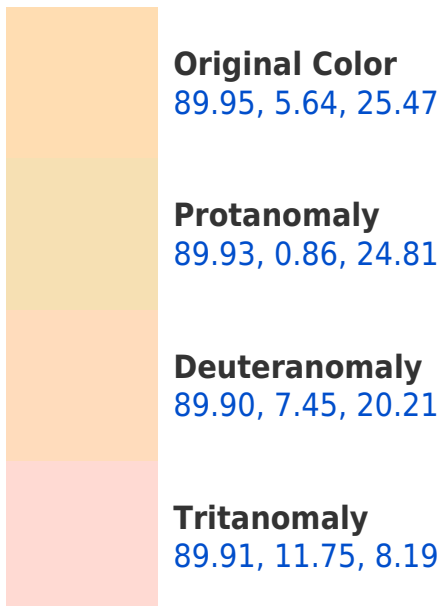 Original Color
89.95, 5.64, 25.47
Protanomaly
89.93, 0.86, 24.81
Deuteranomaly
89.90, 7.45, 20.21
Tritanomaly
89.91, 11.75, 8.19